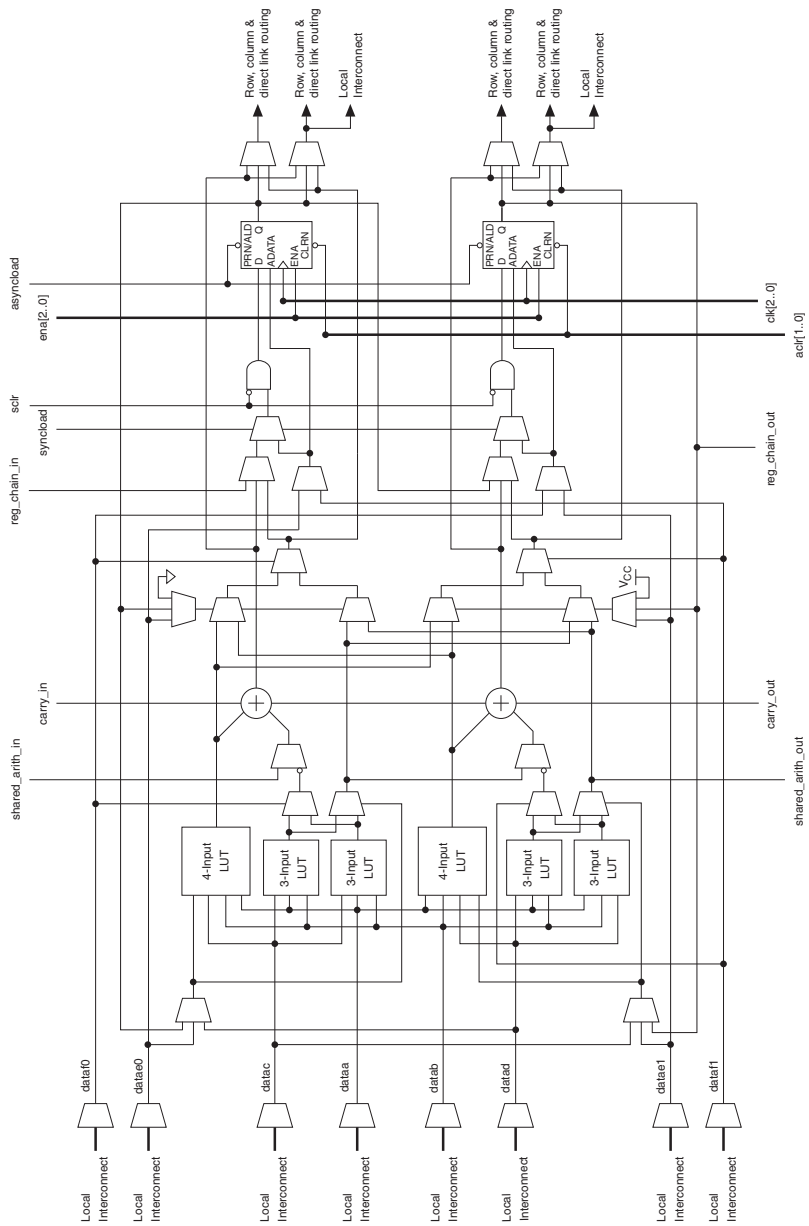 shared_arith_in
carry_in
reg_chain_in
syncload
sclr
ena[2..0]
asyncload
Local
Interconnect
dataf0
Local
Interconnect
datae0
Local
Interconnect
datac
Local
Interconnect
dataa
Local
Interconnect
datab
Local
Interconnect
datad
Local
Interconnect
datae1
Local
Interconnect
dataf1
4-Input
LUT
3-Input
LUT
3-Input
LUT
4-Input
LUT
3-Input
LUT
3-Input
LUT
+
+
VCC
PRN/ALD
D Q
ADATA
ENA
CLRN
PRN/ALD
D Q
ADATA
ENA
CLRN
Row, column &
direct link routing
Row, column &
direct link routing
Local
Interconnect
Row, column &
direct link routing
Row, column &
direct link routing
Local
Interconnect
shared_arith_out
carry_out
reg_chain_out
aclr[1..0]
clk[2..0]